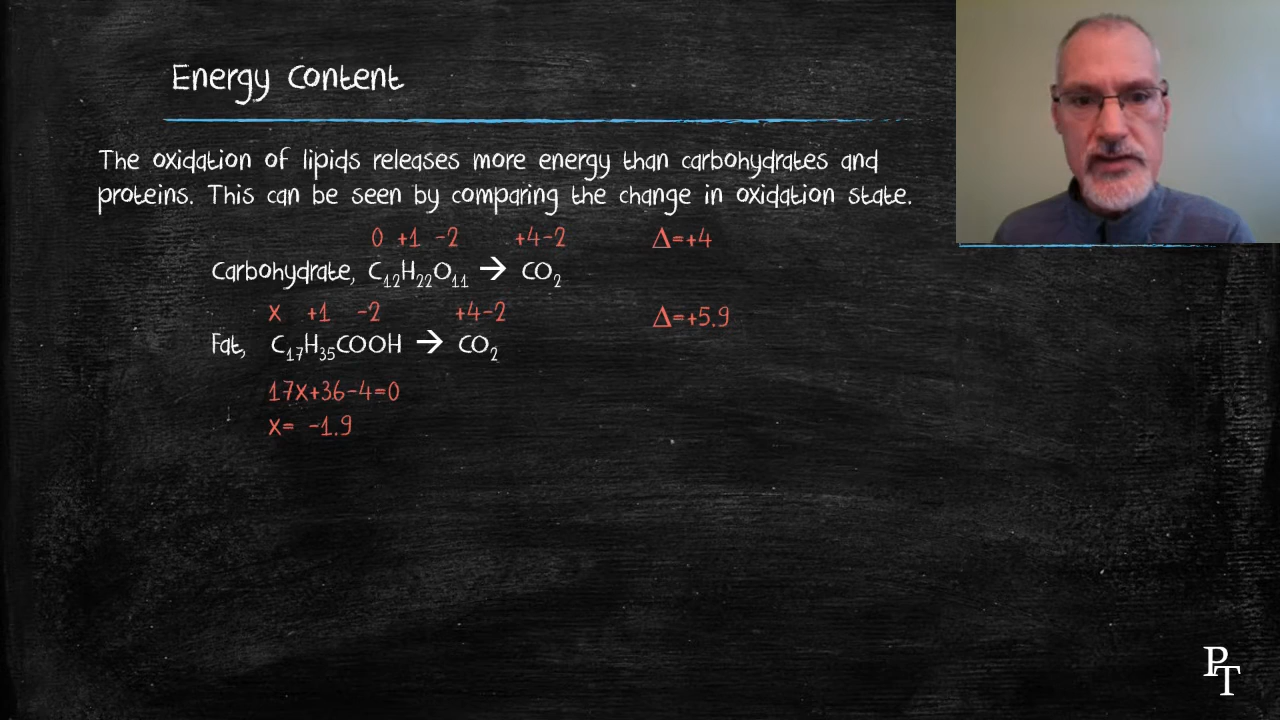 Energy Content
The oxidation of lipids releases more energy than carbohydrates and
proteins. This can be seen by comparing the change in oxidation state.
0 +1 -2 +4-2 Δ=+4
Carbohydrate, C₁₂H₂₂O₁₁ → CO₂
x +1 -2 +4-2 Δ=+5.9
Fat, C₁₇H₃₅COOH → CO₂
17x+36-4=0
x= -1.9
PT